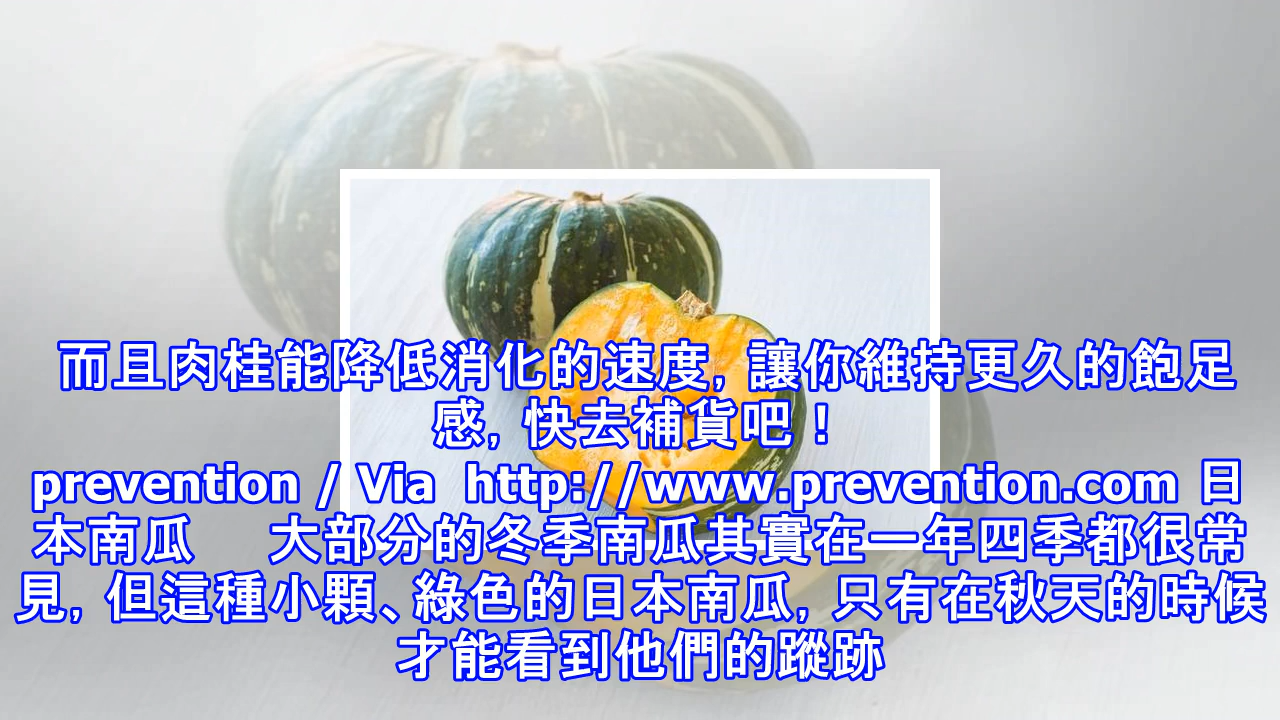 而且肉桂能降低消化的速度, 讓你維持更久的飽足
感, 快去補貨吧！
prevention / Via  http://www.prevention.com 日
本南瓜　 大部分的冬季南瓜其實在一年四季都很常
見, 但這種小顆、綠色的日本南瓜, 只有在秋天的時候
才能看到他們的蹤跡